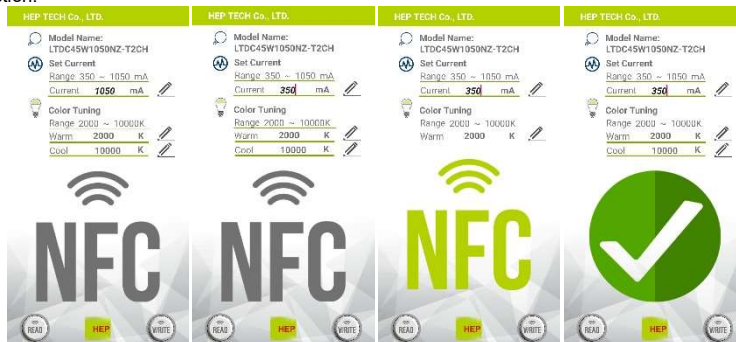 ction.
HEP TECH Co., LTD.
Model Name:
LTDC45W1050NZ-T2CH
Set Current
Range 350 ~ 1050 mA
Current 1050 mA
Color Tuning
Range 2000 ~ 10000K
Warm 2000 K
Cool 10000 K
NFC
READ
HEP
WRITE
HEP TECH Co., LTD.
Model Name:
LTDC45W1050NZ-T2CH
Set Current
Range 350 ~ 1050 mA
Current 350 mA
Color Tuning
Range 2000 ~ 10000K
Warm 2000 K
Cool 10000 K
NFC
READ
HEP
WRITE
HEP TECH Co., LTD.
Model Name:
LTDC45W1050NZ-T2CH
Set Current
Range 350 ~ 1050 mA
Current 350 mA
Color Tuning
Range 2000 ~ 10000K
Warm 2000 K
NFC
READ
HEP
WRITE
HEP TECH Co., LTD.
Model Name:
LTDC45W1050NZ-T2CH
Set Current
Range 350 ~ 1050 mA
Current 350 mA
Color Tuning
Range 2000 ~ 10000K
Warm 2000 K
Cool 10000 K
READ
HEP
WRITE